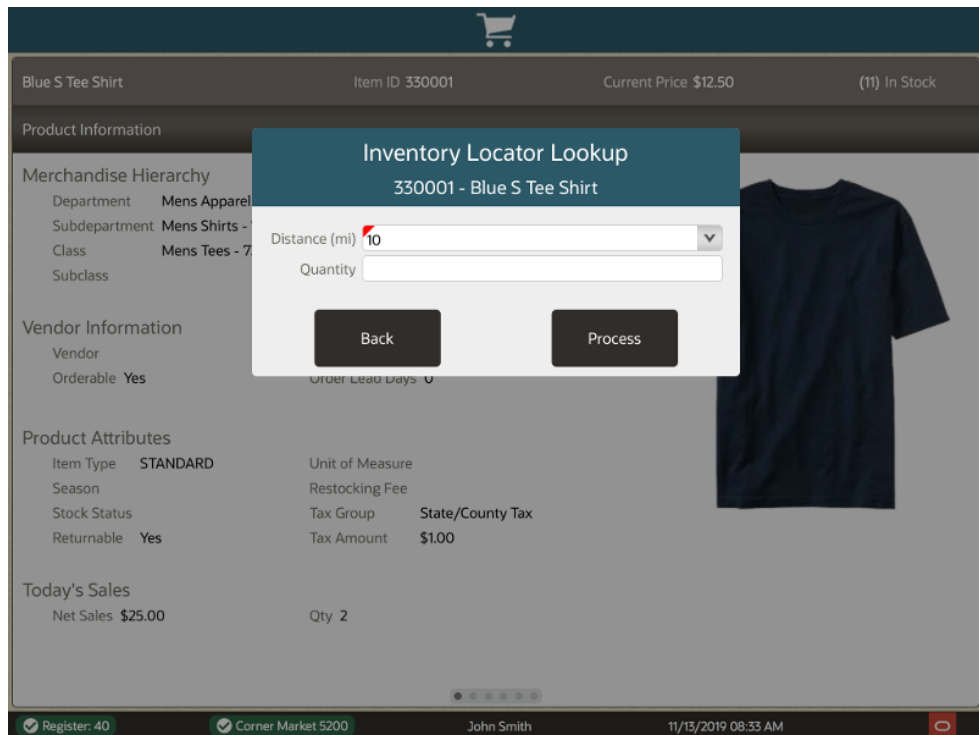 Blue S Tee Shirt Item ID 330001 Current Price $12.50 (11) In Stock
Product Information
Inventory Locator Lookup
330001 - Blue S Tee Shirt
Distance (mi) 10
Quantity
Back Process
Merchandise Hierarchy
Department Mens Apparel
Subdepartment Mens Shirts -
Class Mens Tees - 7
Subclass
Vendor Information
Vendor
Orderable Yes Order Lead Days 0
Product Attributes
Item Type STANDARD Unit of Measure
Season Restocking Fee
Stock Status Tax Group State/County Tax
Returnable Yes Tax Amount $1.00
Today's Sales
Net Sales $25.00 Qty 2
Register: 40 Corner Market 5200 John Smith 11/13/2019 08:33 AM